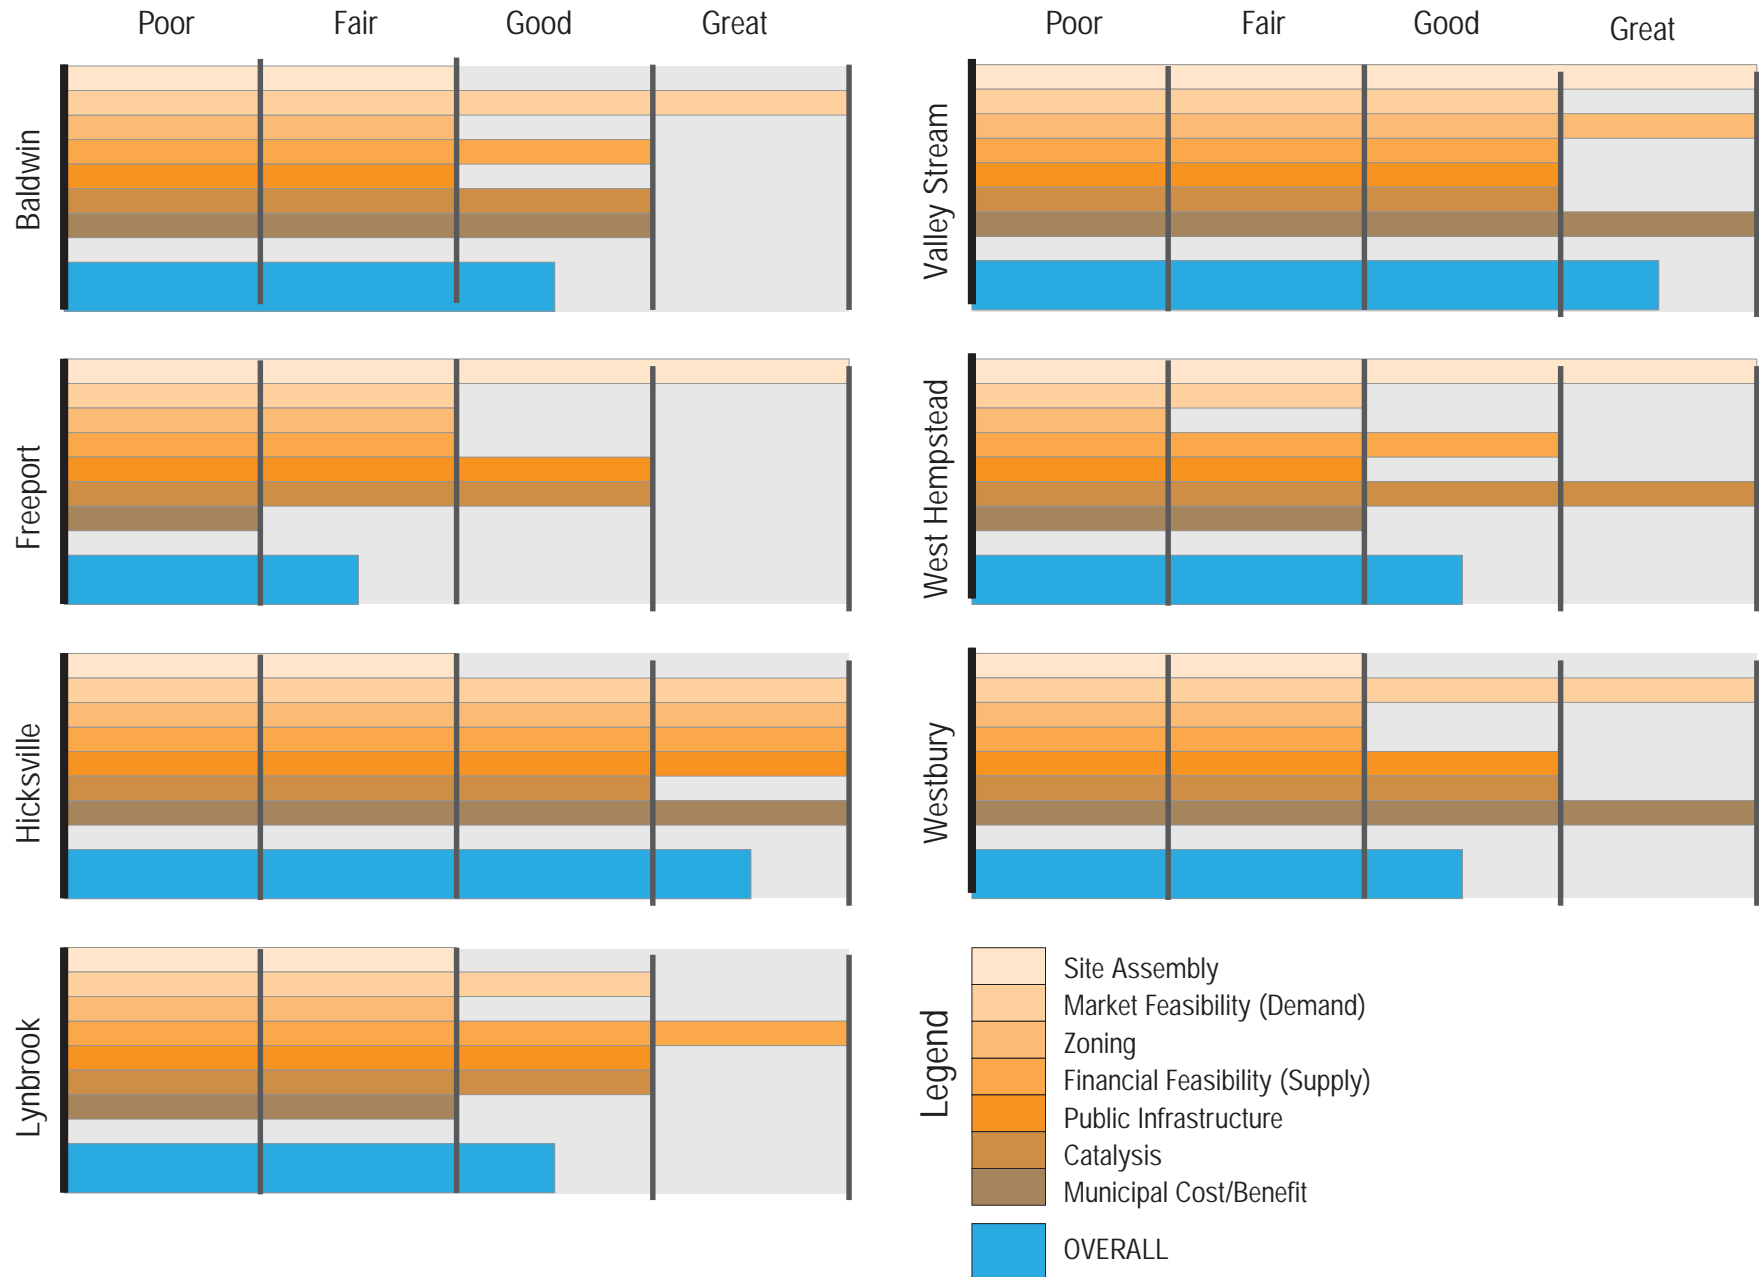 Poor Fair Good Great
Poor Fair Good Great
Baldwin
Valley Stream
Freeport
West Hempstead
Hicksville
Westbury
Lynbrook
Legend
Site Assembly
Market Feasibility (Demand)
Zoning
Financial Feasibility (Supply)
Public Infrastructure
Catalysis
Municipal Cost/Benefit
OVERALL